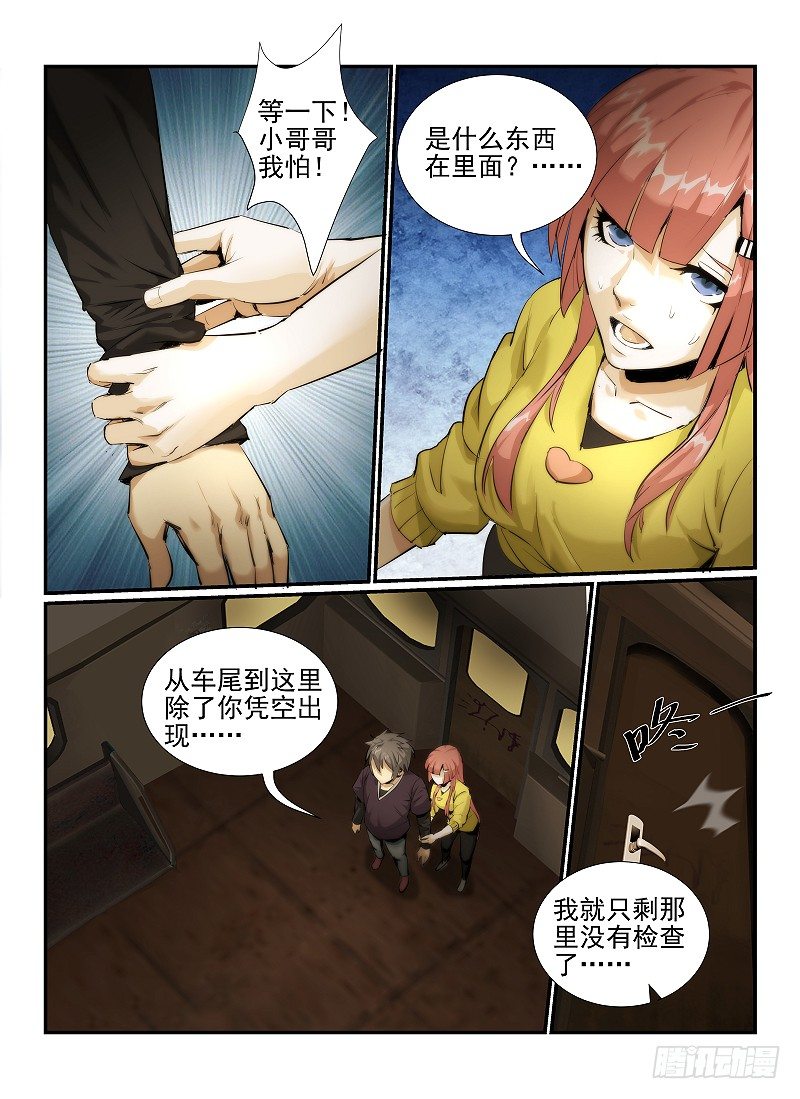 等一下！
小哥哥
我怕！
是什么东西
在里面？……
从车尾到这里
除了你凭空出
现……
咚
我就只剩那
里没有检查
了……
腾讯动漫